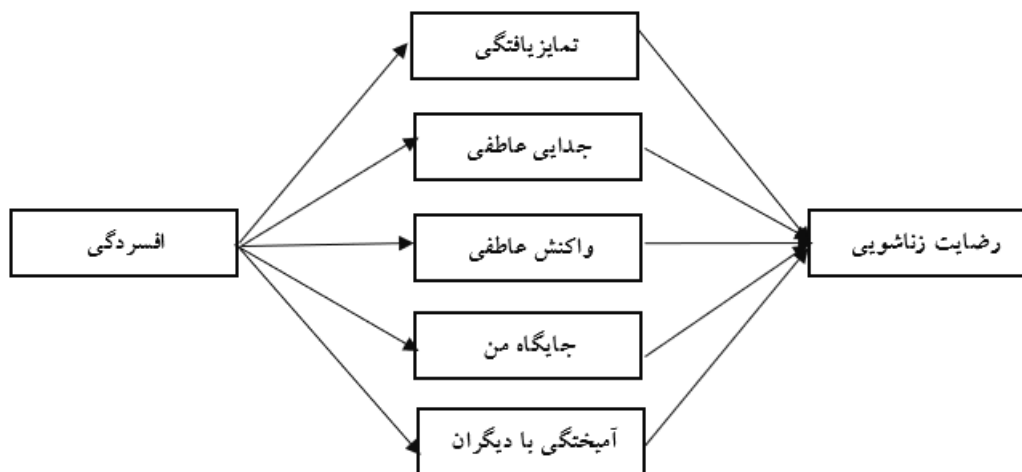 تمایزیافتگی
جدایی عاطفی
افسردگی
واکنش عاطفی
رضایت زناشویی
جایگاه من
آمیختگی با دیگران